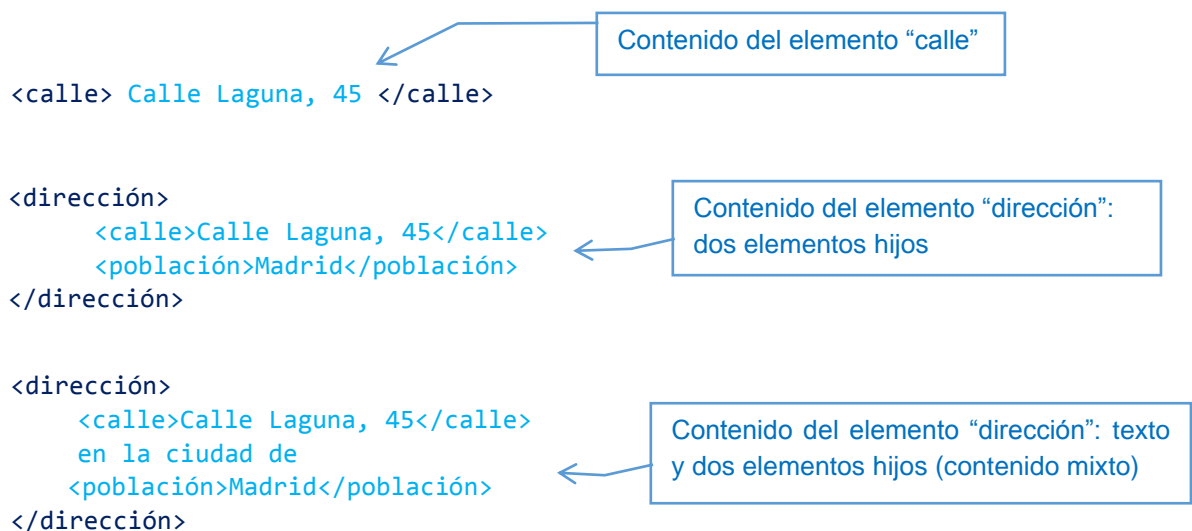 Contenido del elemento “calle”
<calle> Calle Laguna, 45 </calle>
<dirección>
<calle>Calle Laguna, 45</calle>
<población>Madrid</población>
</dirección>
Contenido del elemento “dirección”:
dos elementos hijos
<dirección>
<calle>Calle Laguna, 45</calle>
en la ciudad de
<población>Madrid</población>
</dirección>
Contenido del elemento “dirección”: texto
y dos elementos hijos (contenido mixto)